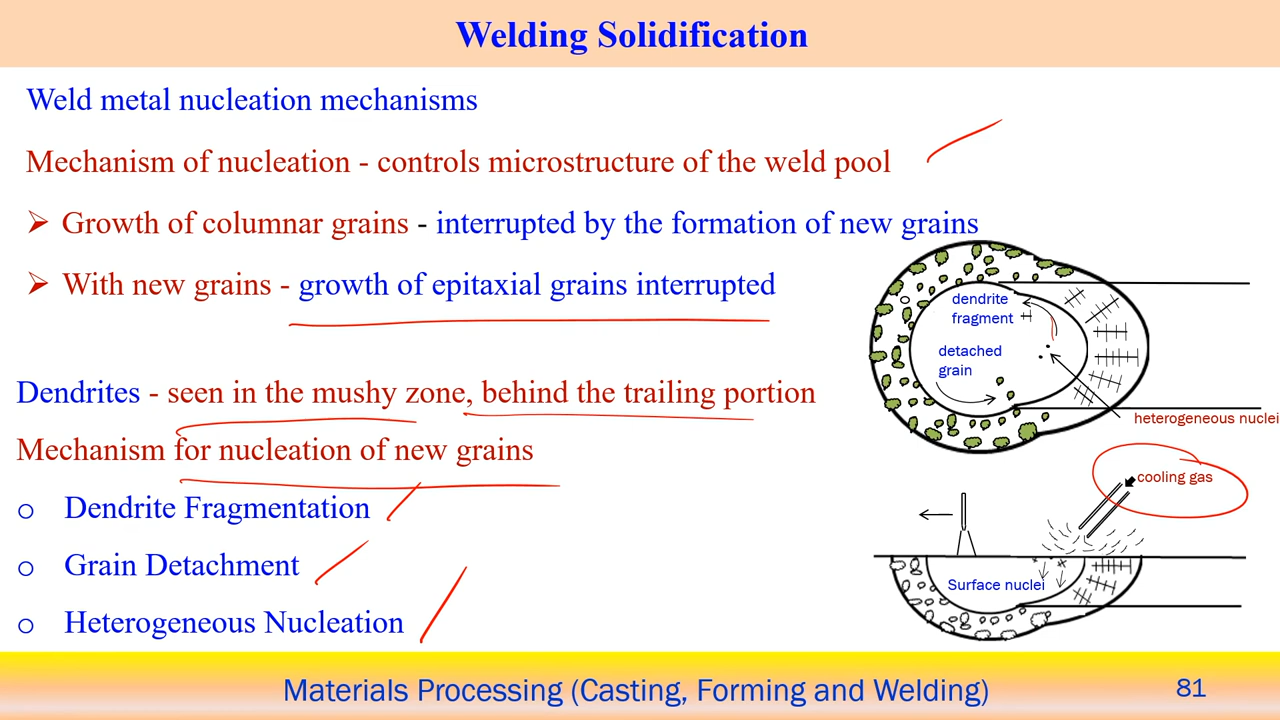 Welding Solidification
Weld metal nucleation mechanisms
Mechanism of nucleation - controls microstructure of the weld pool
➢ Growth of columnar grains - interrupted by the formation of new grains
➢ With new grains - growth of epitaxial grains interrupted
Dendrites - seen in the mushy zone, behind the trailing portion
Mechanism for nucleation of new grains
o Dendrite Fragmentation
o Grain Detachment
o Heterogeneous Nucleation
dendrite
fragment
detached
grain
heterogeneous nuclei
cooling gas
Surface nuclei
Materials Processing (Casting, Forming and Welding)
81